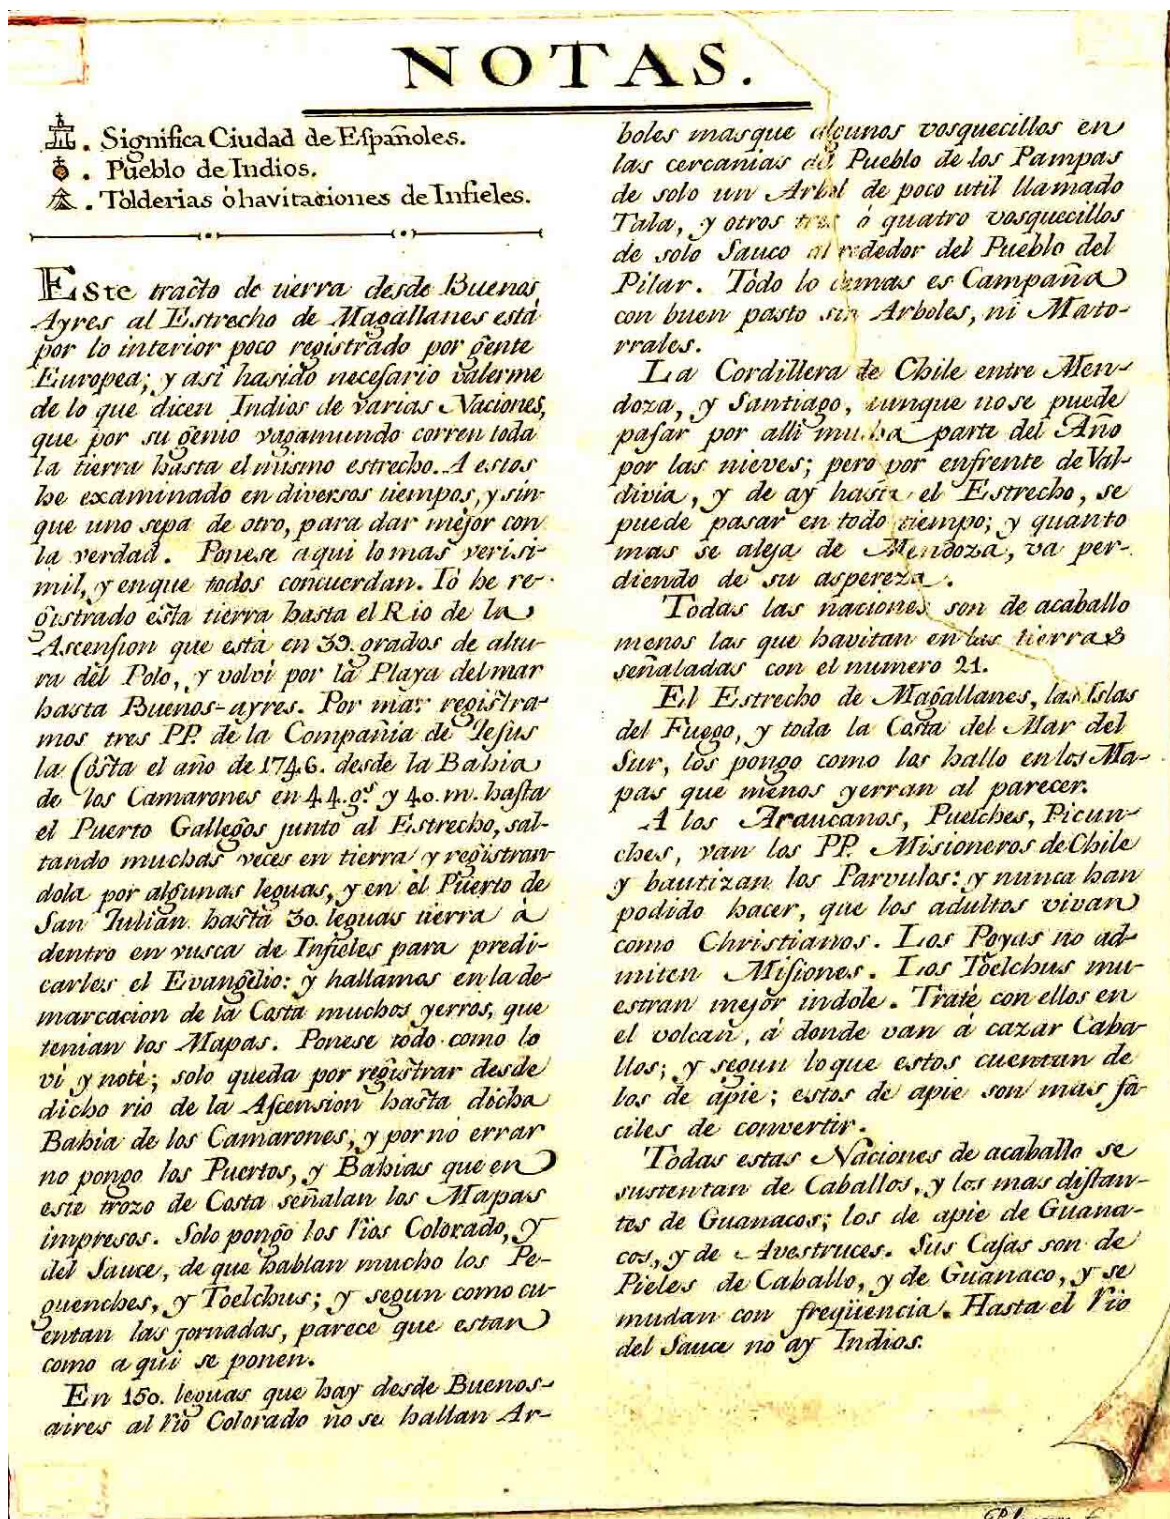 NOTAS.
. Significa Ciudad de Españoles.
. Pueblo de Indios.
. Tolderias ò havitaciones de Infieles.
Este tracto de tierra desde Buenos
Ayres al Estrecho de Magallanes està
por lo interior poco registrado por gente
Europea; y asi hasido necesario valerme
de lo que dicen Indios de varias Naciones,
que por su genio vagamundo corren toda
la tierra hasta el mismo estrecho. A estos
he examinado en diversos tiempos, y sin
que uno sepa de otro, para dar mejor con
la verdad. Ponese aqui lo mas verisi-
mil, y enque todos concuerdan. Io he re-
gistrado esta tierra hasta el Rio de la
Ascension que està en 39. grados de altu-
ra del Polo, y volvi por la Playa del mar
hasta Buenos-ayres. Por mar registra-
mos tres PP. de la Compañia de Jesus
la Costa el año de 1746. desde la Bahia
de los Camarones en 44. g.s y 40. m. hasta
el Puerto Gallegos junto al Estrecho, sal-
tando muchas veces en tierra y registran-
dola por algunas leguas, y en el Puerto de
San Julian hasta 30. leguas tierra à
dentro en vusca de Infieles para predi-
carles el Evangelio: y hallamos en la de-
marcacion de la Costa muchos yerros, que
tenian los Mapas. Ponese todo como lo
vi y notè; solo queda por registrar desde
dicho rio de la Ascension hasta dicha
Bahia de los Camarones, y por no errar
no pongo los Puertos, y Bahias que en
este trozo de Costa señalan los Mapas
impresos. Solo pongo los rios Colorado, y
del Sauce, de que hablan mucho los Pe-
guenches, y Toelchus; y segun como cu-
entan las jornadas, parece que estan
como aqui se ponen.
En 150. leguas que hay desde Buenos-
aires al rio Colorado no se hallan Ar-
boles masque algunos vosquecillos en
las cercanias del Pueblo de los Pampas
de solo un Arbol de poco util llamado
Tala, y otros tres ò quatro vosquecillos
de solo Sauco al rededor del Pueblo del
Pilar. Todo lo demas es Campaña
con buen pasto sin Arboles, ni Mato-
rrales.
La Cordillera de Chile entre Men-
doza, y Santiago, aunque no se puede
pasar por alli mucha parte del Año
por las nieves; pero por enfrente de Val-
divia, y de ay hasta el Estrecho, se
puede pasar en todo tiempo; y quanto
mas se aleja de Mendoza, va per-
diendo de su aspereza.
Todas las naciones son de acaballo
menos las que havitan en las tierras
señaladas con el numero 21.
El Estrecho de Magallanes, las Islas
del Fuego, y toda la Costa del Mar del
Sur, los pongo como los hallo en los Ma-
pas que menos yerran al parecer.
A los Araucanos, Puelches, Picun-
ches, van los PP. Misioneros de Chile
y bautizan los Parvulos: y nunca han
podido hacer, que los adultos vivan
como Christianos. Los Poyas no ad-
miten Misiones. Los Toelchus mu-
estran mejor indole. Tratè con ellos en
el volcan, à donde van à cazar Caba-
llos; y segun lo que estos cuentan de
los de apie; estos de apie son mas fa-
ciles de convertir.
Todas estas Naciones de acaballo se
sustentan de Caballos, y los mas distan-
tes de Guanacos; los de apie de Guana-
cos, y de Avestruces. Sus Casas son de
Pieles de Caballo, y de Guanaco, y se
mudan con freqüencia. Hasta el rio
del Sauce no ay Indios.